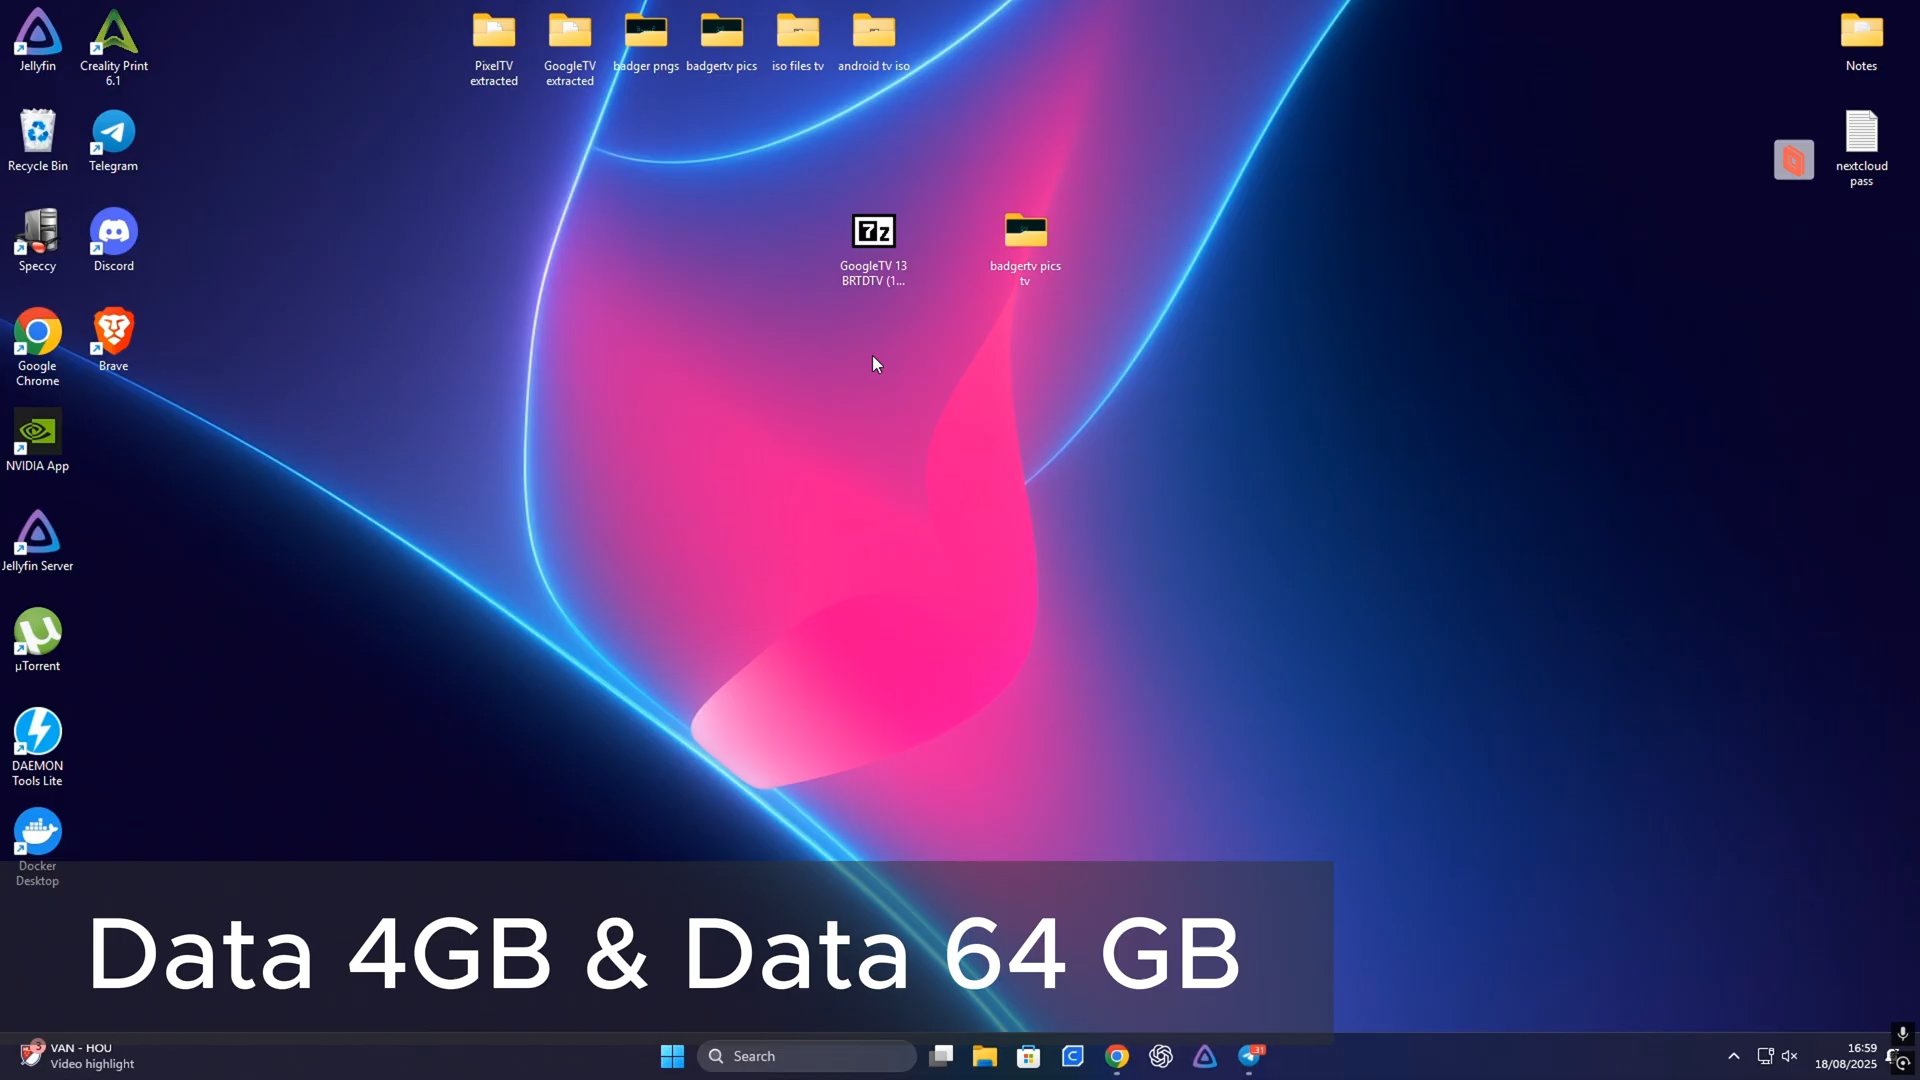 Jellyfin
Creality Print
6.1
PixelTV
extracted
GoogleTV
extracted
badger pngs
badgertv pics
iso files tv
android tv iso
Notes
Recycle Bin
Telegram
nextcloud
pass
Speccy
Discord
7z
GoogleTV 13
BRTDTV (1...
badgertv pics
tv
Google
Chrome
Brave
NVIDIA App
Jellyfin Server
µTorrent
DAEMON
Tools Lite
Docker
Desktop
Data 4GB & Data 64 GB
3
VAN - HOU
Video highlight
Search
31
16:59
18/08/2025